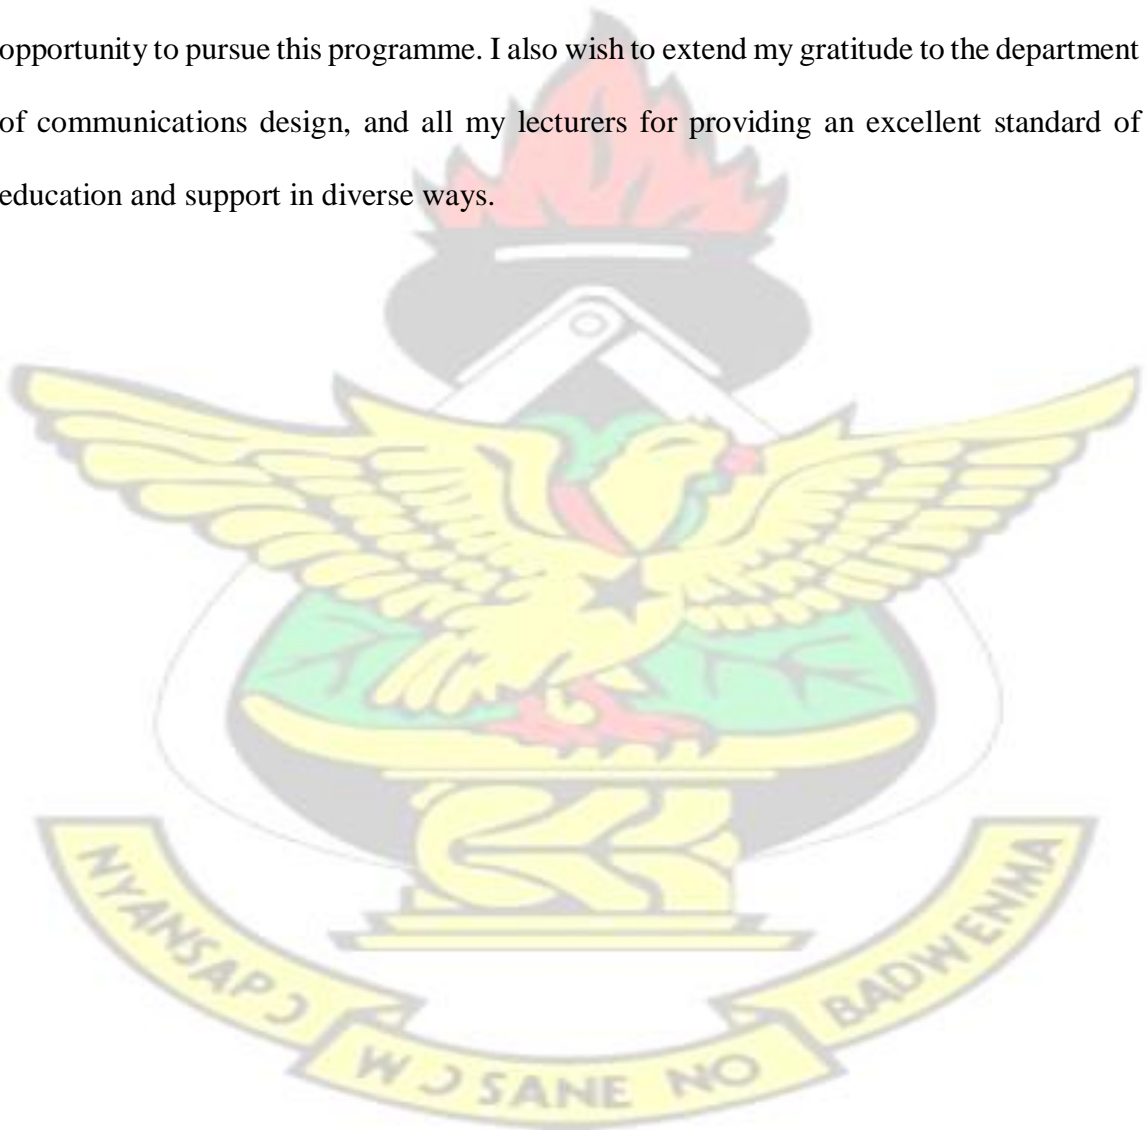 opportunity to pursue this programme. I also wish to extend my gratitude to the department
of communications design, and all my lecturers for providing an excellent standard of
education and support in diverse ways.
NYANSAPƆ
WƆSANE NO
BADWENMA